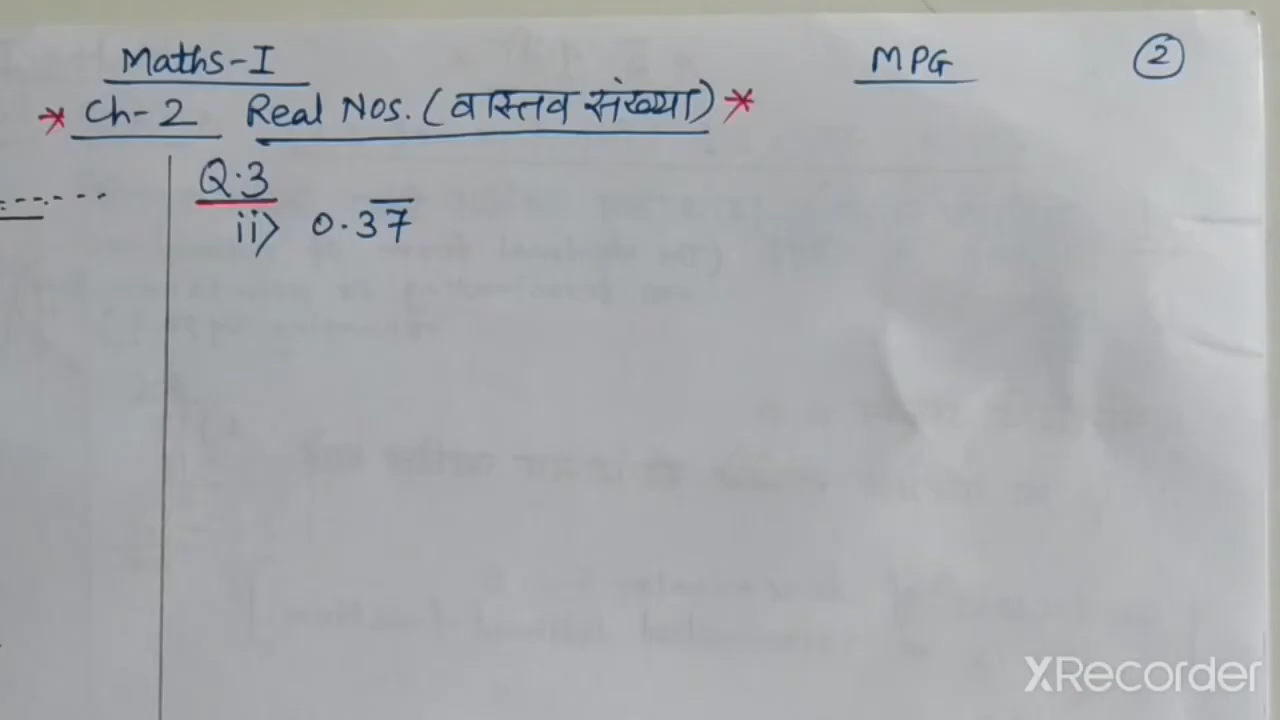 Maths-I MPG 2
* Ch-2 Real Nos. (वास्तव संख्या) *
Q.3
ii) 0.37̅
XRecorder